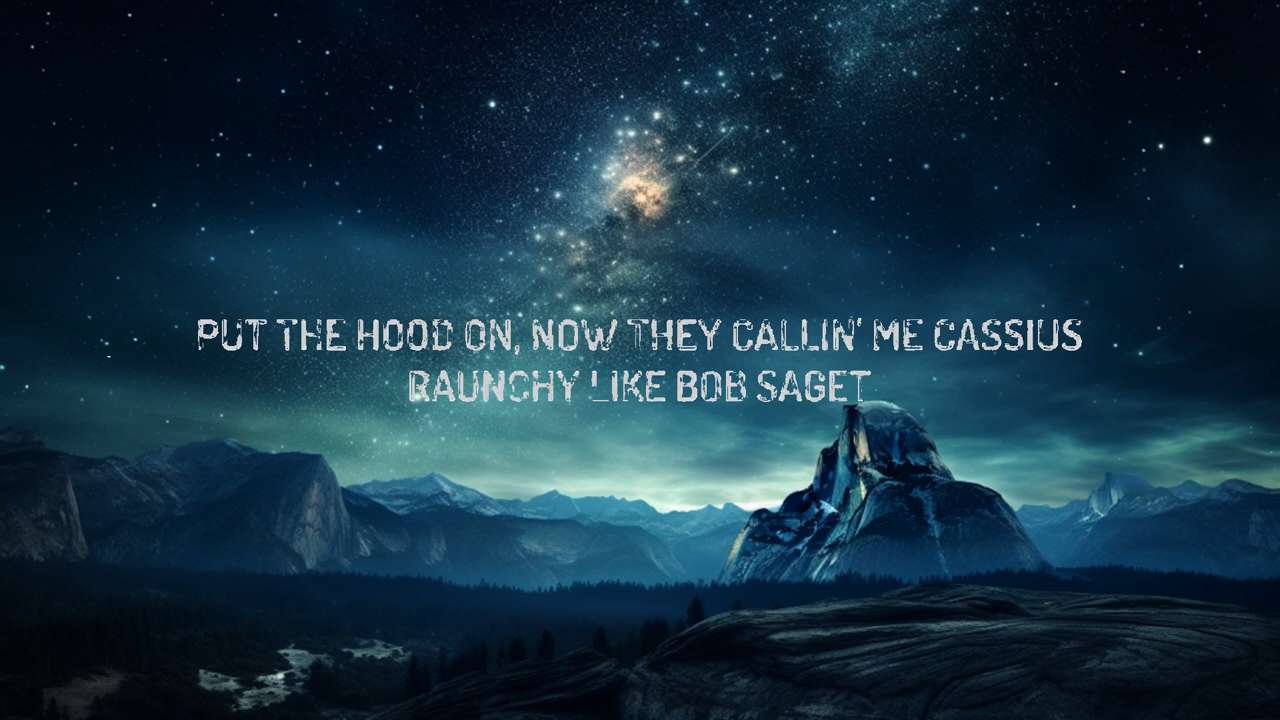 PUT THE HOOD ON, NOW THEY CALLIN' ME CASSIUS
RAUNCHY LIKE BOB SAGET